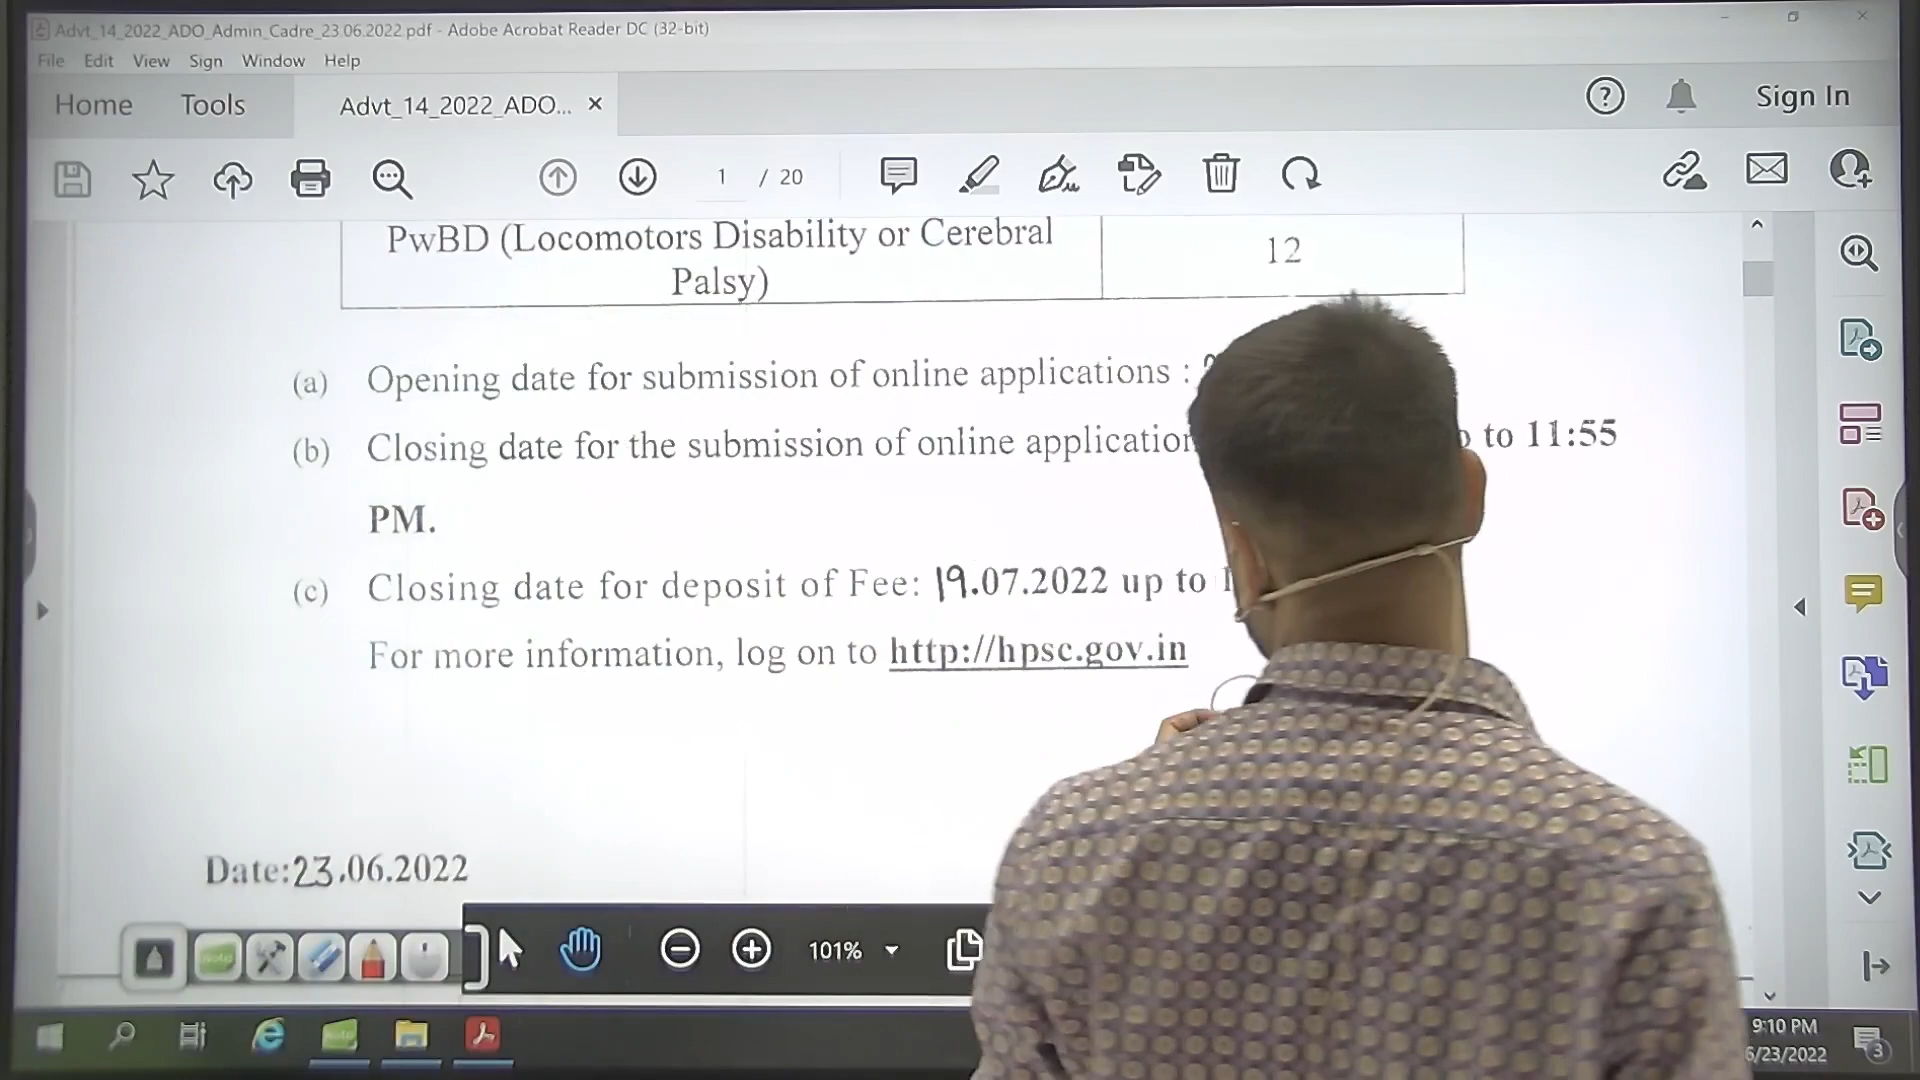 Advt_14_2022_ADO_Admin_Cadre_23 06.2022.pdf - Adobe Acrobat Reader DC (32-bit)
File Edit View Sign Window Help
Home Tools Advt_14_2022_ADO... × Sign In
1 / 20
PwBD (Locomotors Disability or Cerebral
Palsy)
12
(a) Opening date for submission of online applications :
(b) Closing date for the submission of online to 11:55
PM.
(c) Closing date for deposit of Fee: 19.07.2022 up to
For more information, log on to http://hpsc.gov.in
Date:23.06.2022
101%
9:10 PM
6/23/2022
3